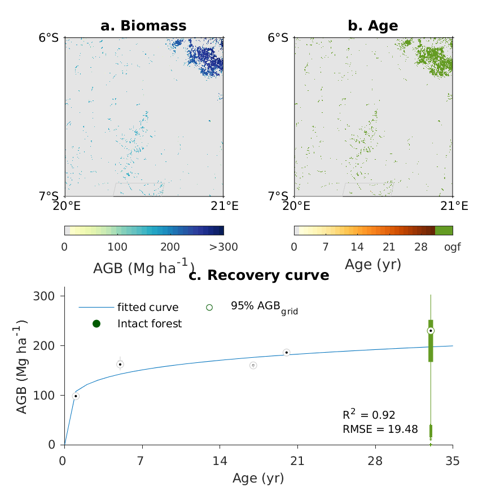 a. Biomass
b. Age
6°S
6°S
7°S
7°S
20°E
21°E
20°E
21°E
0 100 200 >300
0 7 14 21 28 ogf
AGB (Mg ha-1)
Age (yr)
c. Recovery curve
300
200
100
0
AGB (Mg ha-1)
fitted curve
95% AGBgrid
Intact forest
R2 = 0.92
RMSE = 19.48
0 7 14 21 28 35
Age (yr)